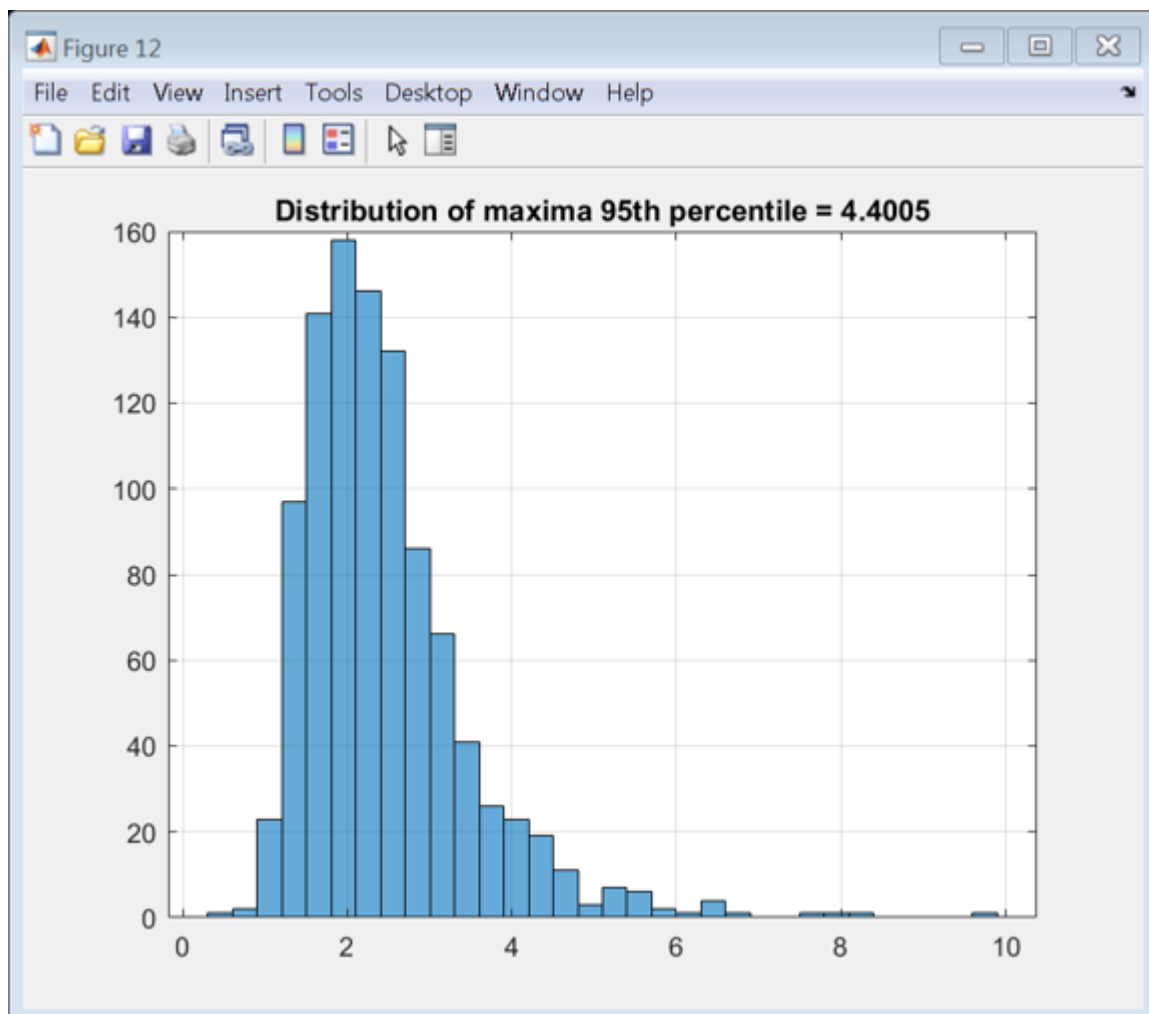 Figure 12
File Edit View Insert Tools Desktop Window Help
Distribution of maxima 95th percentile = 4.4005
160
140
120
100
80
60
40
20
0
0 2 4 6 8 10